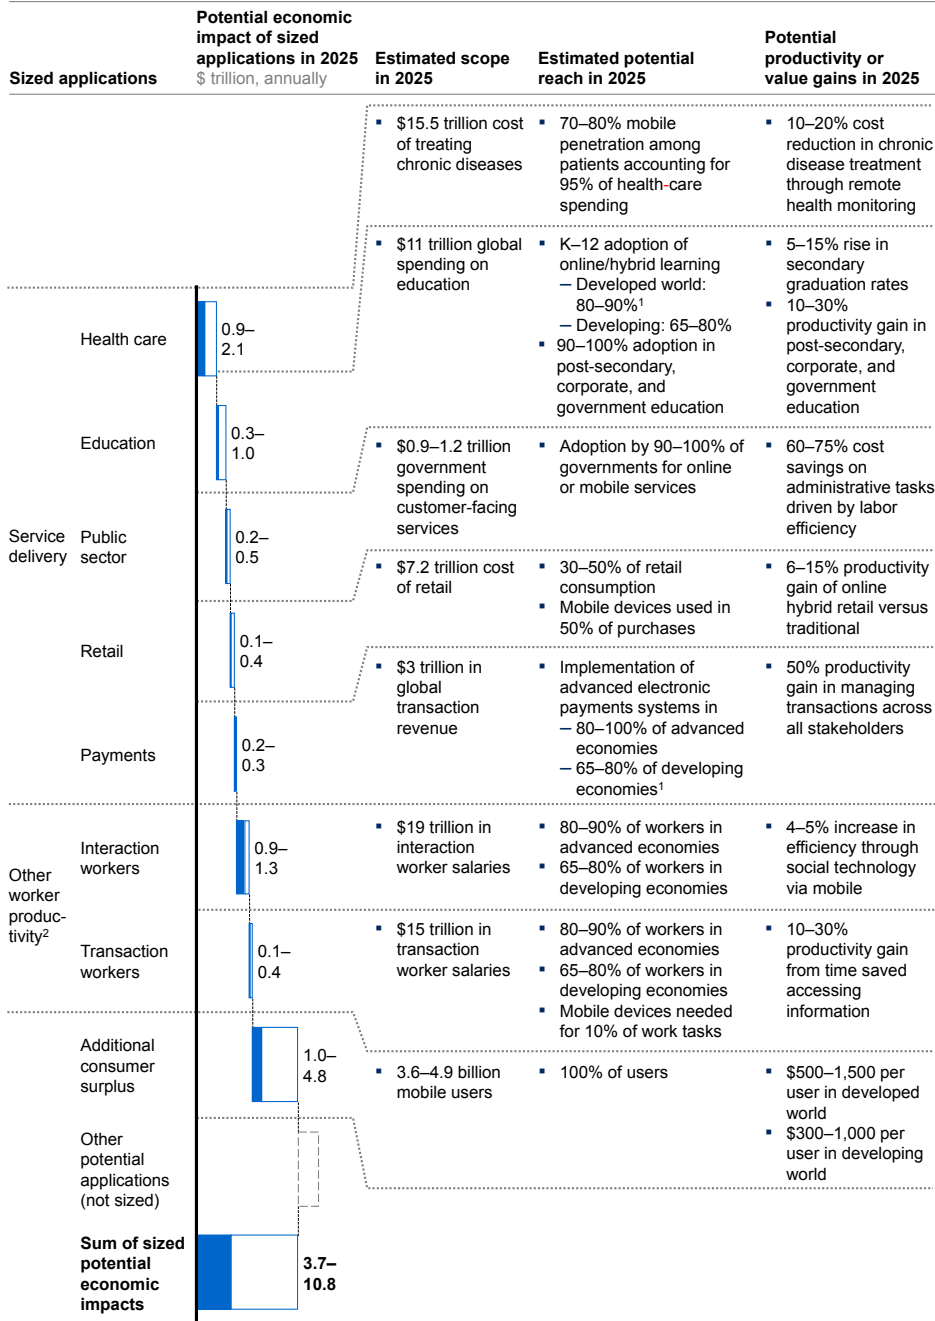 Sized applications
Potential economic
impact of sized
applications in 2025
$ trillion, annually
Estimated scope
in 2025
Estimated potential
reach in 2025
Potential
productivity or
value gains in 2025
Service
delivery
Health care
0.9–
2.1
▪ $15.5 trillion cost
of treating
chronic diseases
▪ 70–80% mobile
penetration among
patients accounting for
95% of health-care
spending
▪ 10–20% cost
reduction in chronic
disease treatment
through remote
health monitoring
Education
0.3–
1.0
▪ $11 trillion global
spending on
education
▪ K–12 adoption of
online/hybrid learning
– Developed world:
80–90%¹
– Developing: 65–80%
▪ 90–100% adoption in
post-secondary,
corporate, and
government education
▪ 5–15% rise in
secondary
graduation rates
▪ 10–30%
productivity gain in
post-secondary,
corporate, and
government
education
Public
sector
0.2–
0.5
▪ $0.9–1.2 trillion
government
spending on
customer-facing
services
▪ Adoption by 90–100% of
governments for online
or mobile services
▪ 60–75% cost
savings on
administrative tasks
driven by labor
efficiency
Retail
0.1–
0.4
▪ $7.2 trillion cost
of retail
▪ 30–50% of retail
consumption
▪ Mobile devices used in
50% of purchases
▪ 6–15% productivity
gain of online
hybrid retail versus
traditional
Payments
0.2–
0.3
▪ $3 trillion in
global
transaction
revenue
▪ Implementation of
advanced electronic
payments systems in
– 80–100% of advanced
economies
– 65–80% of developing
economies¹
▪ 50% productivity
gain in managing
transactions across
all stakeholders
Other
worker
produc-
tivity²
Interaction
workers
0.9–
1.3
▪ $19 trillion in
interaction
worker salaries
▪ 80–90% of workers in
advanced economies
▪ 65–80% of workers in
developing economies
▪ 4–5% increase in
efficiency through
social technology
via mobile
Transaction
workers
0.1–
0.4
▪ $15 trillion in
transaction
worker salaries
▪ 80–90% of workers in
advanced economies
▪ 65–80% of workers in
developing economies
▪ Mobile devices needed
for 10% of work tasks
▪ 10–30%
productivity gain
from time saved
accessing
information
Additional
consumer
surplus
1.0–
4.8
▪ 3.6–4.9 billion
mobile users
▪ 100% of users
▪ $500–1,500 per
user in developed
world
▪ $300–1,000 per
user in developing
world
Other
potential
applications
(not sized)
Sum of sized
potential
economic
impacts
3.7–
10.8